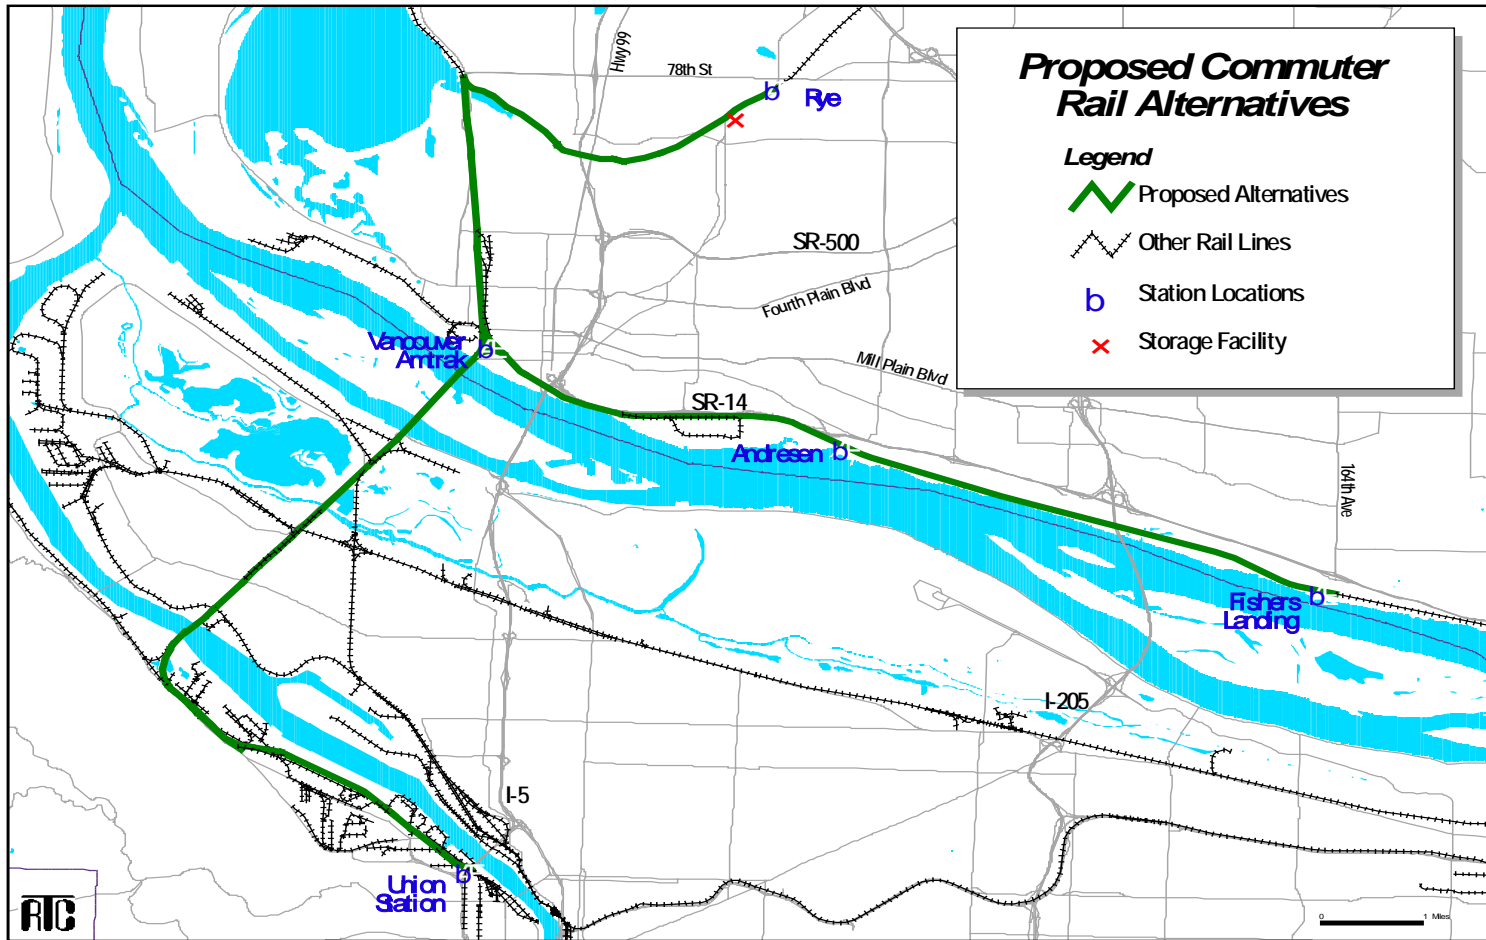 Proposed Commuter
Rail Alternatives
Legend
Proposed Alternatives
Other Rail Lines
b
Station Locations
Storage Facility
Hwy 99
78th St
b
Rye
SR-500
Fourth Plain Blvd
Mill Plain Blvd
Vancouver
Amtrak
b
SR-14
Andresen
b
164th Ave
b
Fishers
Landing
I-205
I-5
b
Union
Station
RTC
0
1 Miles